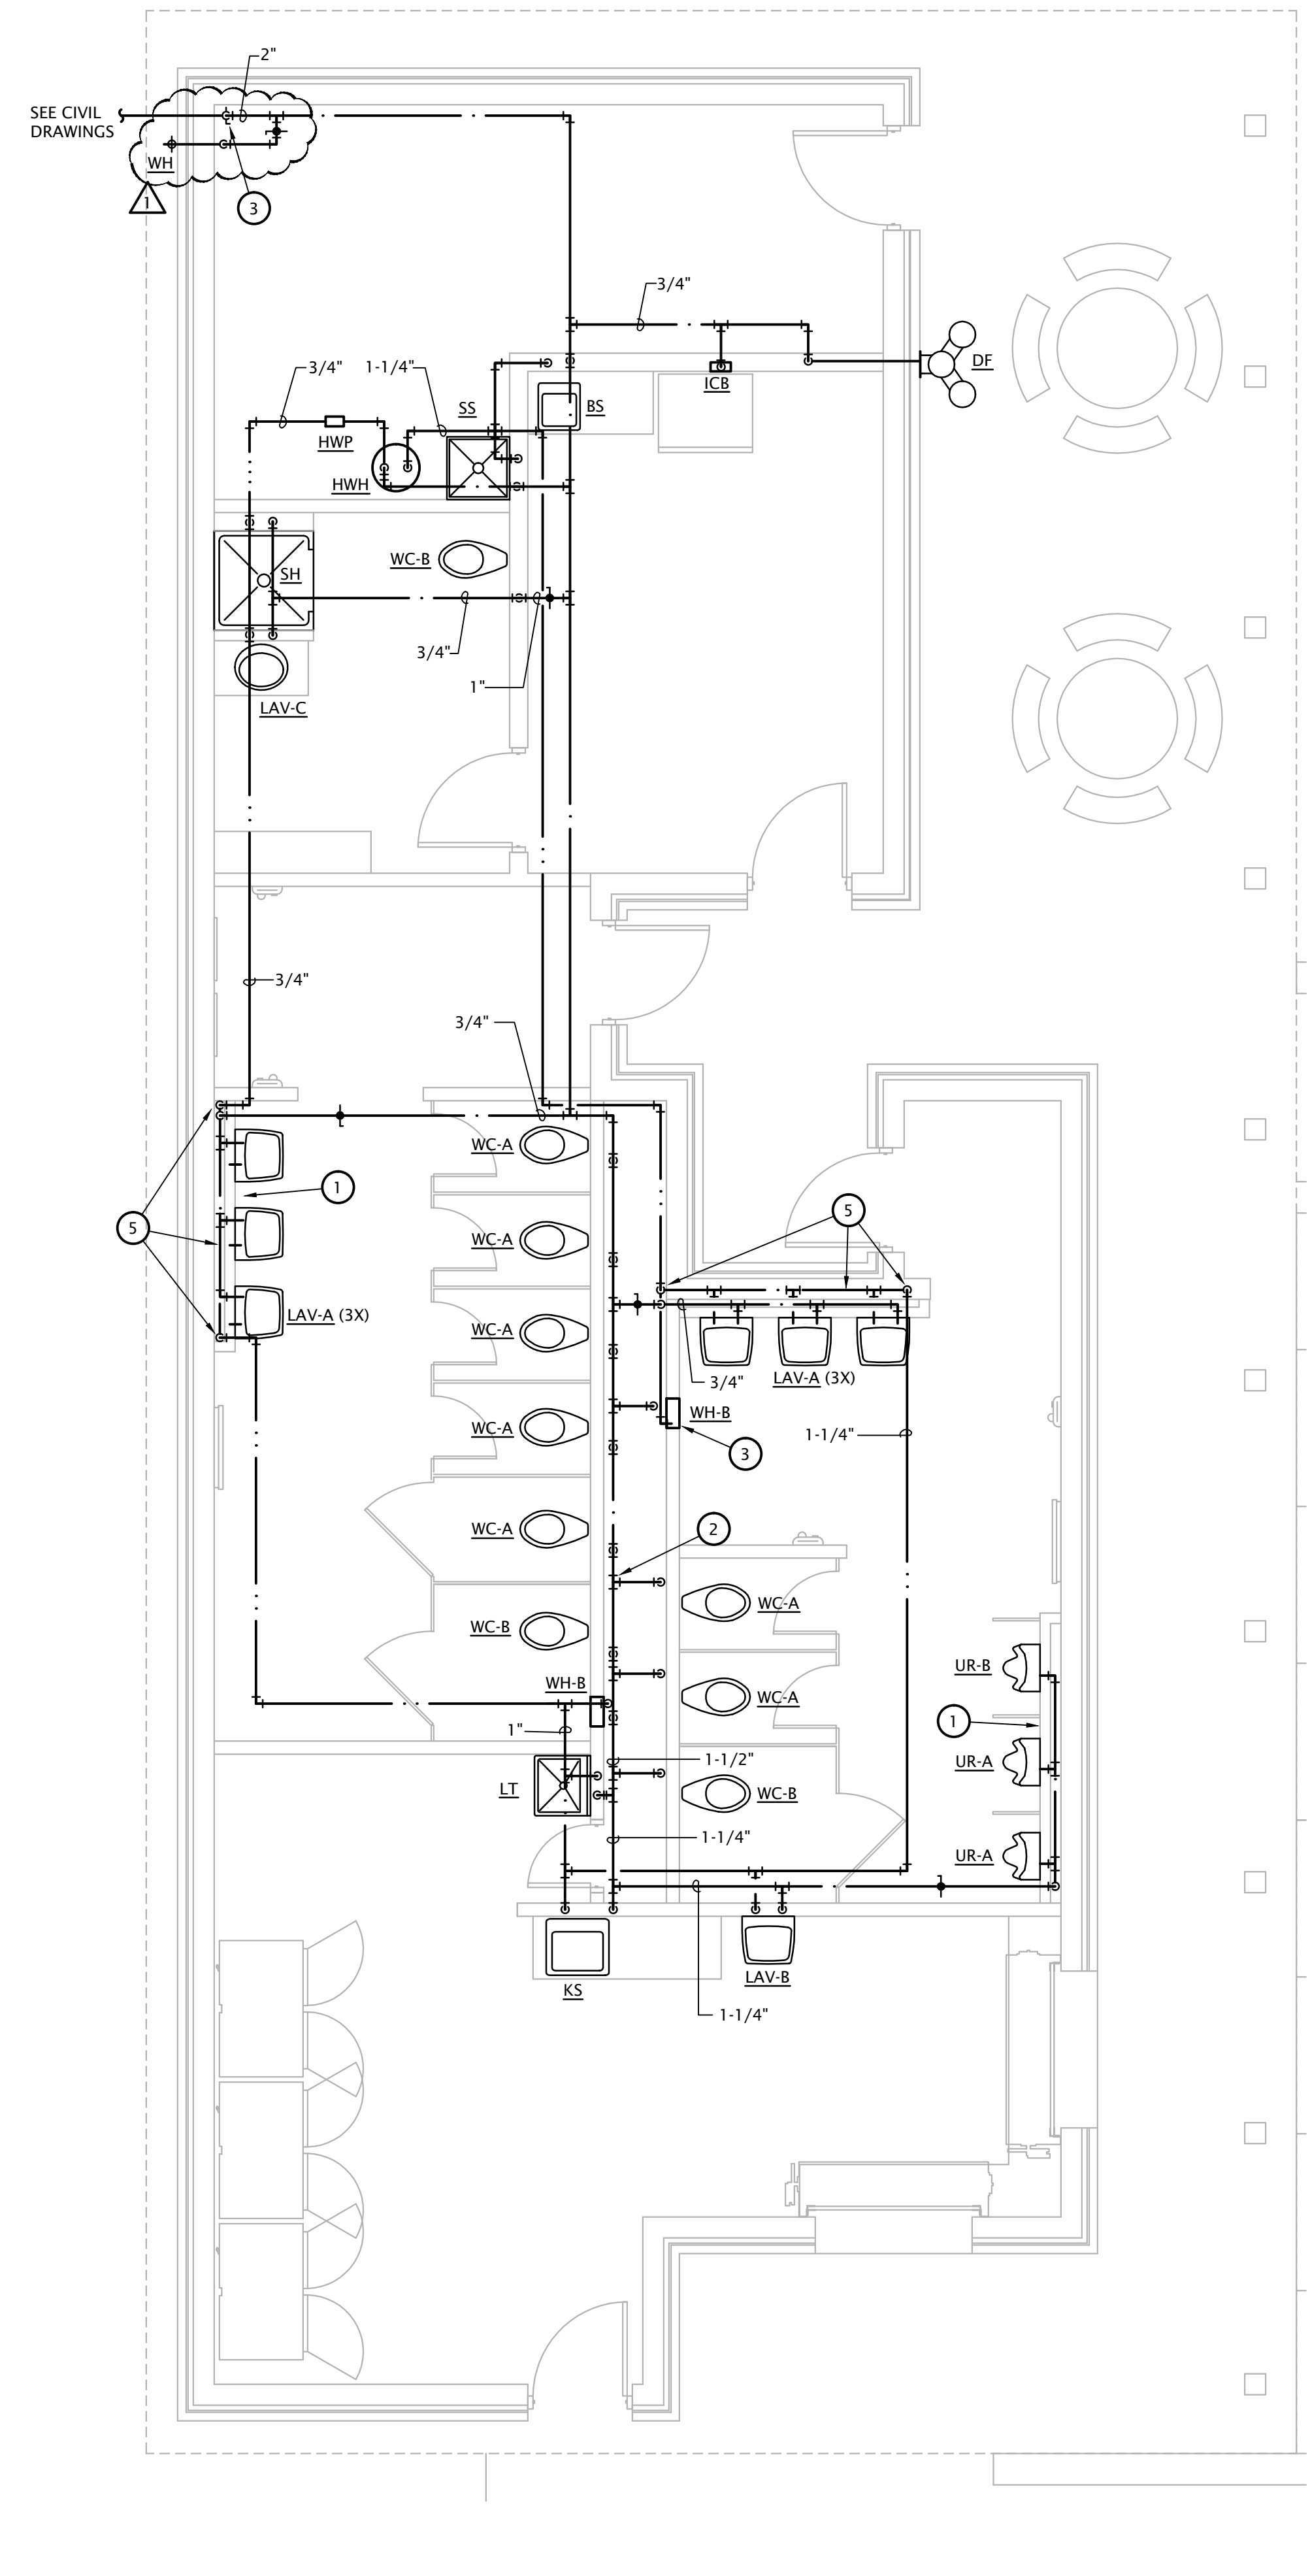 2"
SEE CIVIL
DRAWINGS
WH
1
3
3/4"
3/4"
1-1/4"
DF
ICB
SS
BS
HWP
HWH
WC-B
SH
3/4"
1"
LAV-C
3/4"
3/4"
WC-A
1
5
5
WC-A
LAV-A (3X)
WC-A
3/4"
LAV-A (3X)
WH-B
WC-A
1-1/4"
3
WC-A
2
WC-A
WC-B
UR-B
WH-B
WC-A
1
1"
1-1/2"
UR-A
LT
WC-B
1-1/4"
UR-A
LAV-B
KS
1-1/4"